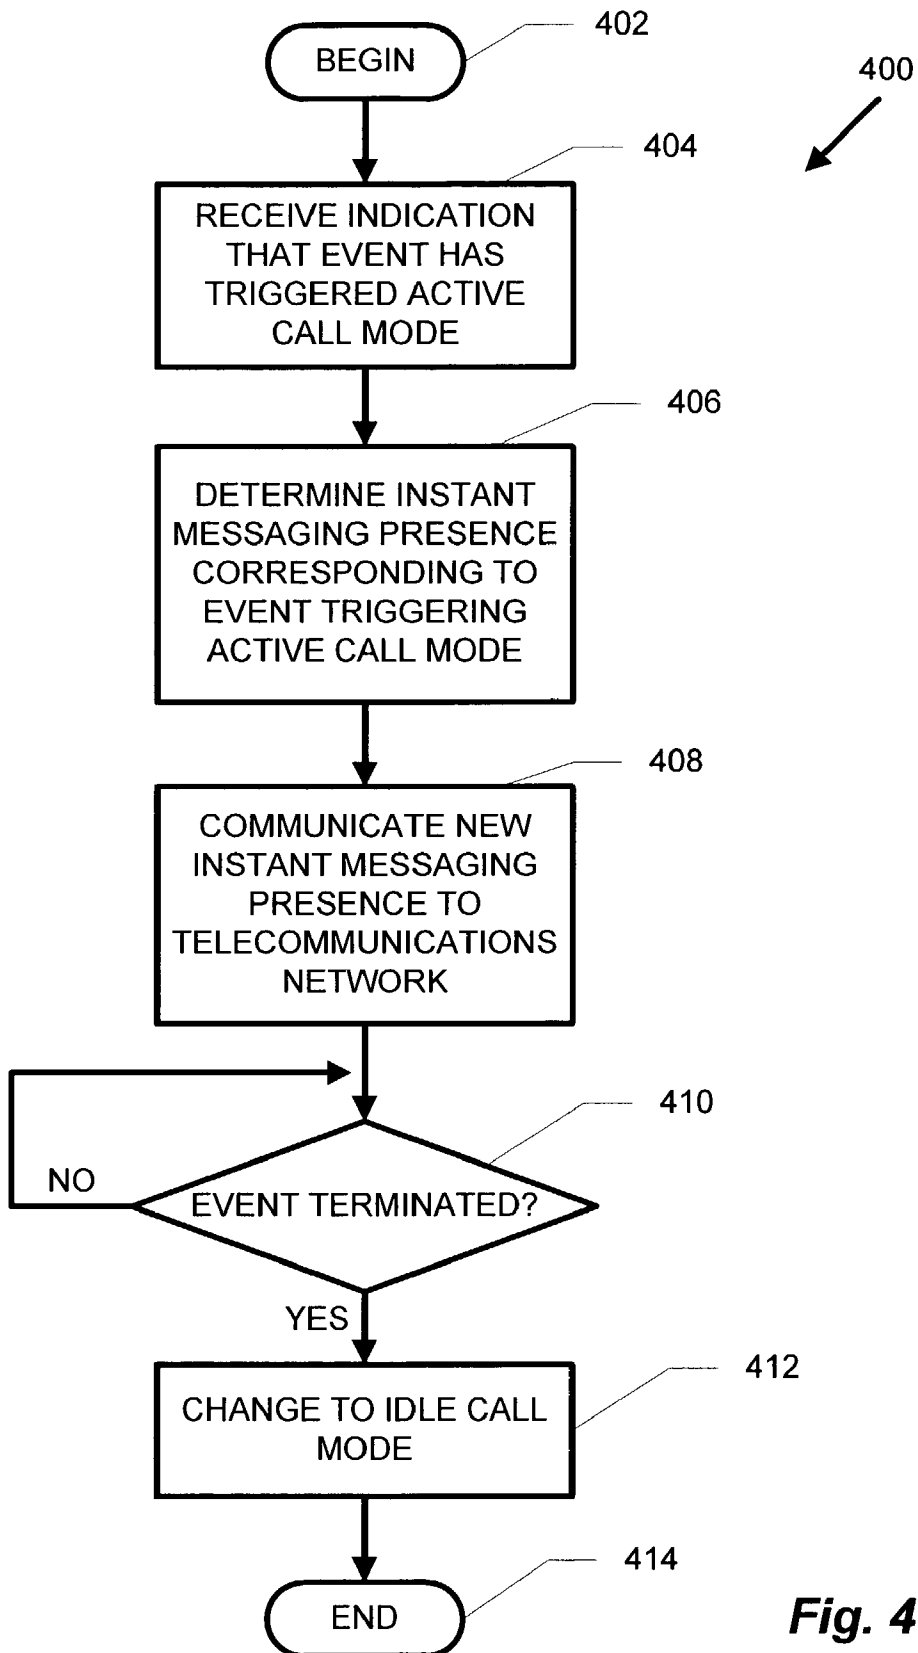 402
BEGIN
400
404
RECEIVE INDICATION
THAT EVENT HAS
TRIGGERED ACTIVE
CALL MODE
406
DETERMINE INSTANT
MESSAGING PRESENCE
CORRESPONDING TO
EVENT TRIGGERING
ACTIVE CALL MODE
408
COMMUNICATE NEW
INSTANT MESSAGING
PRESENCE TO
TELECOMMUNICATIONS
NETWORK
410
NO
EVENT TERMINATED?
YES
412
CHANGE TO IDLE CALL
MODE
414
END
Fig. 4